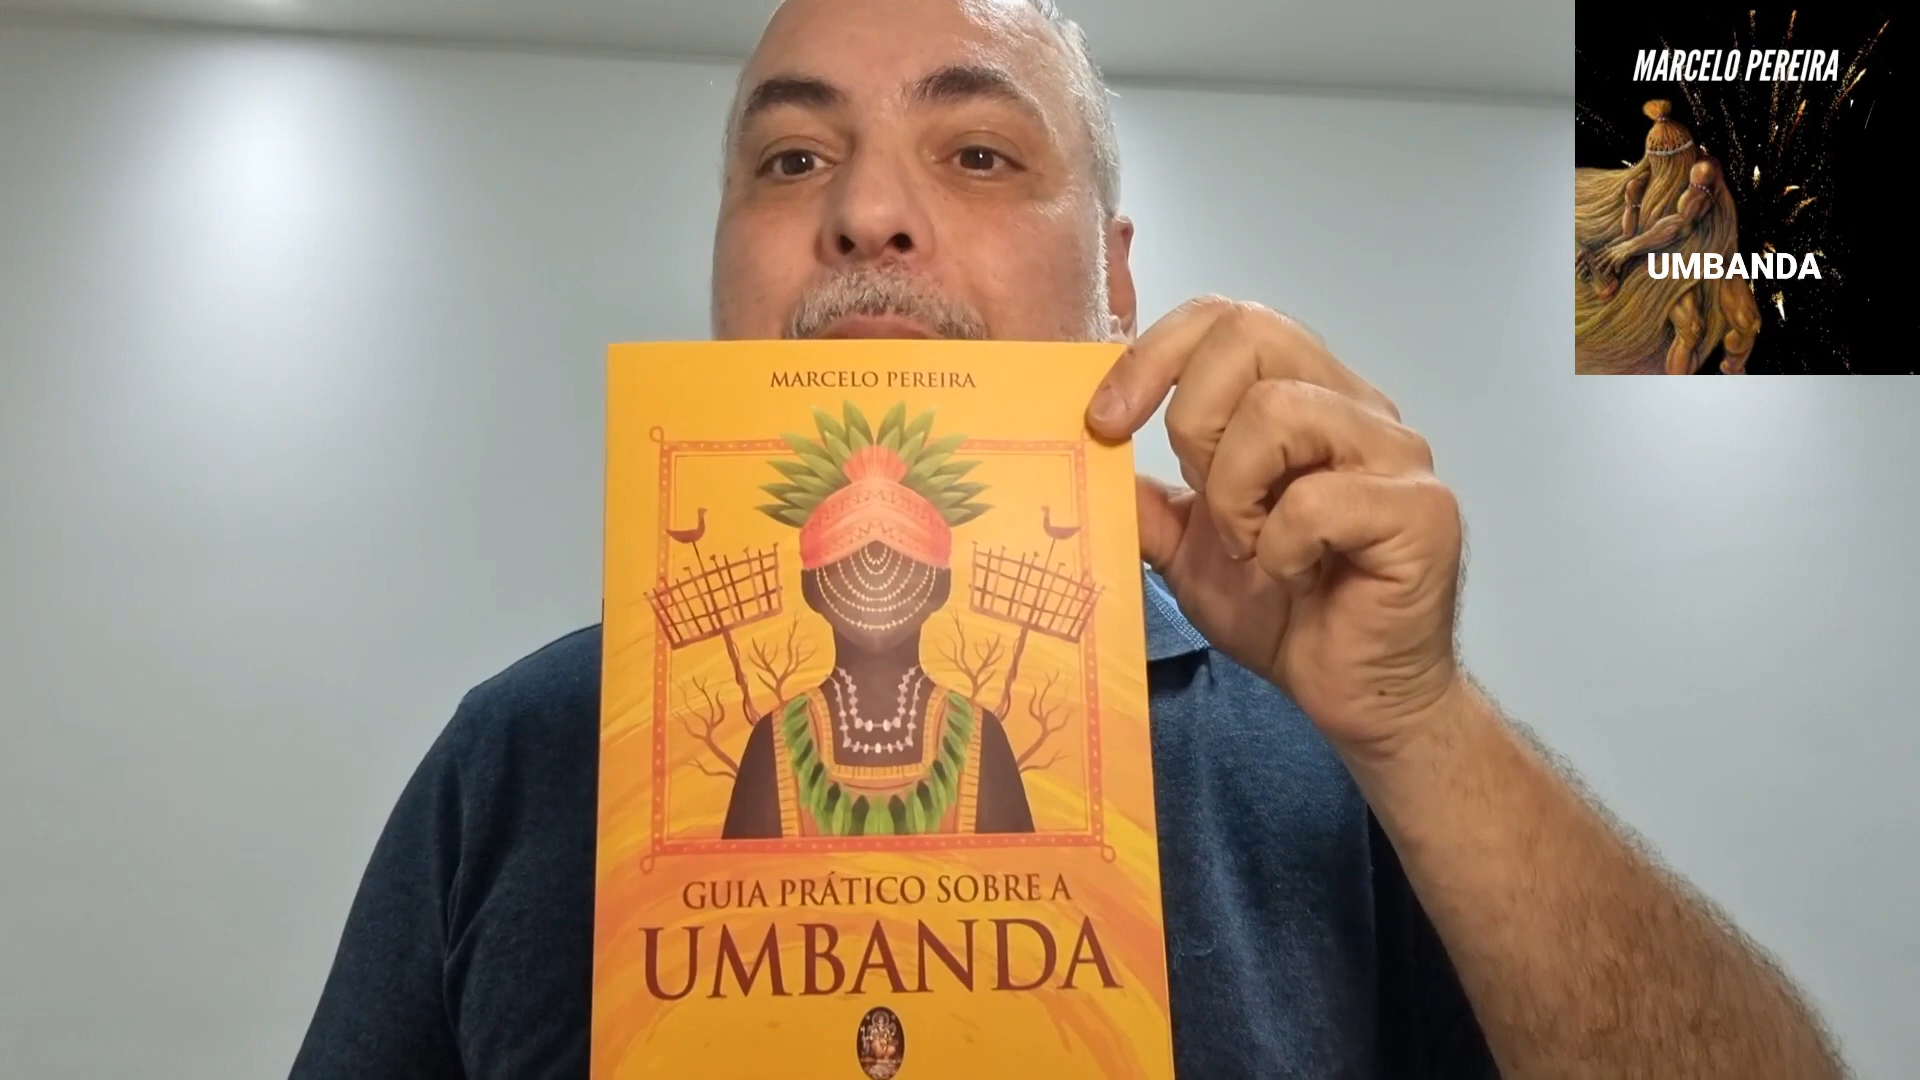 MARCELO PEREIRA
UMBANDA
MARCELO PEREIRA
GUIA PRÁTICO SOBRE A
UMBANDA